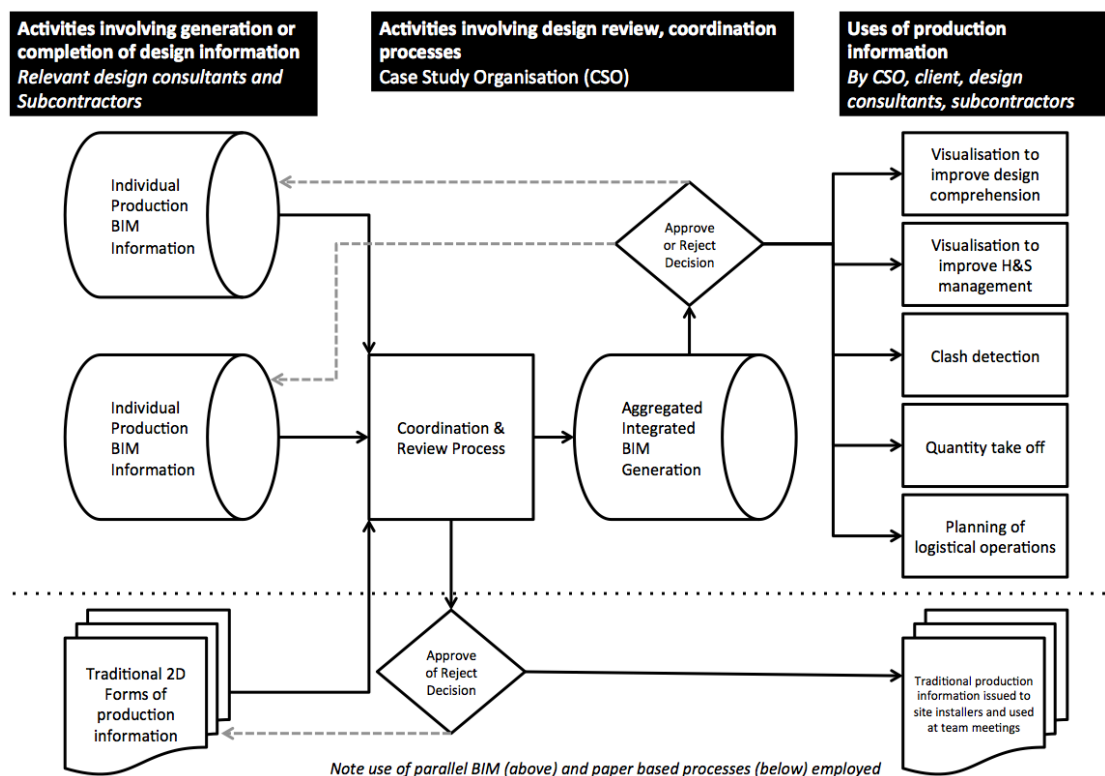 Activities involving generation or
completion of design information
Relevant design consultants and
Subcontractors
Activities involving design review, coordination
processes
Case Study Organisation (CSO)
Uses of production
information
By CSO, client, design
consultants, subcontractors
Individual
Production
BIM
Information
Approve
or Reject
Decision
Visualisation to
improve design
comprehension
Visualisation to
improve H&S
management
Clash detection
Individual
Production
BIM
Information
Coordination &
Review Process
Aggregated
Integrated
BIM
Generation
Quantity take off
Planning of
logistical operations
Traditional 2D
Forms of
production
information
Approve
of Reject
Decision
Traditional production
information issued to
site installers and used
at team meetings
Note use of parallel BIM (above) and paper based processes (below) employed